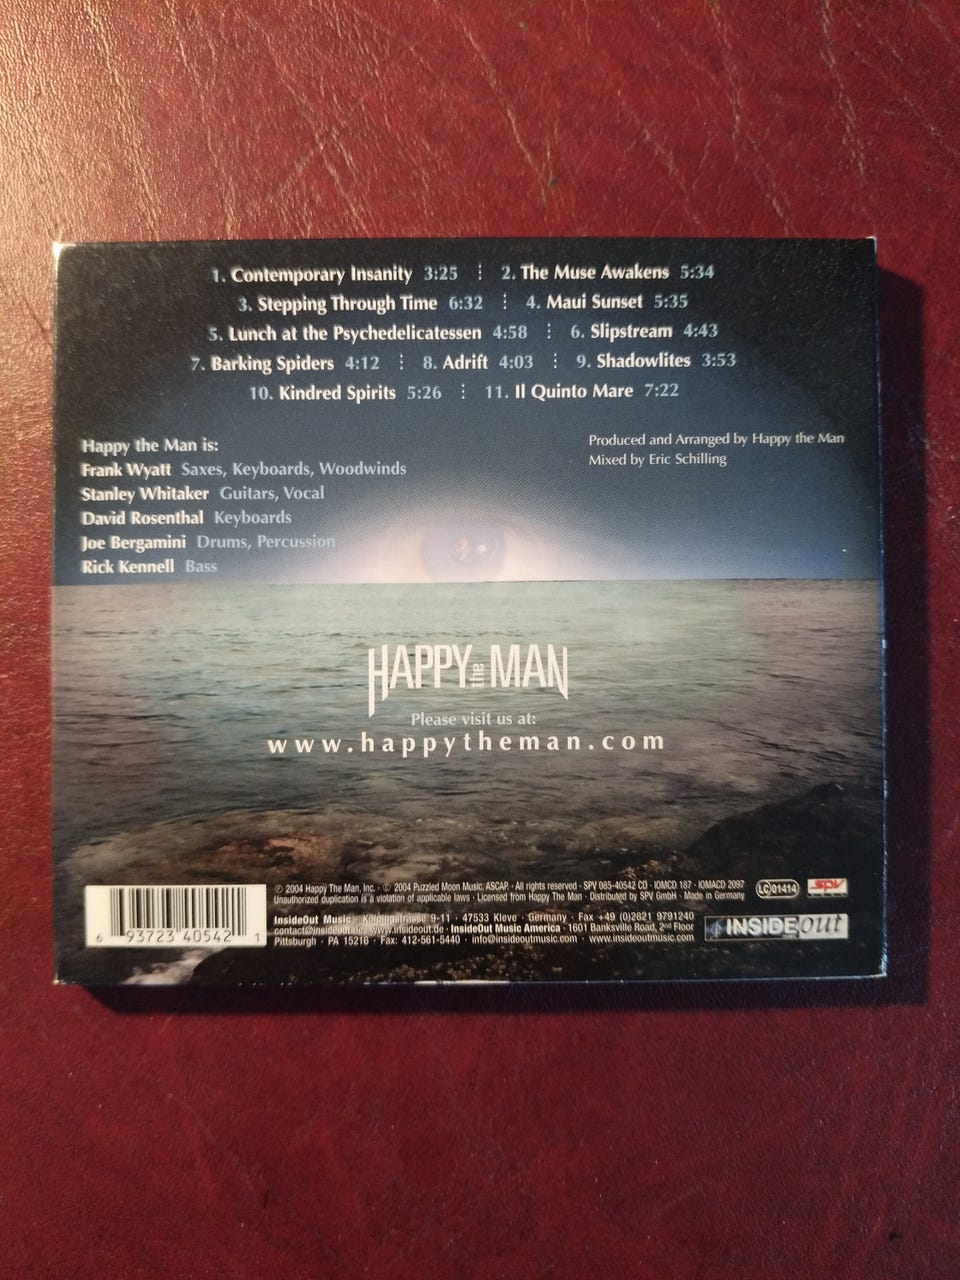 1. Contemporary Insanity 3:25 ⋮ 2. The Muse Awakens 5:34
3. Stepping Through Time 6:32 ⋮ 4. Maui Sunset 5:35
5. Lunch at the Psychedelicatessen 4:58 ⋮ 6. Slipstream 4:43
7. Barking Spiders 4:12 ⋮ 8. Adrift 4:03 ⋮ 9. Shadowlites 3:53
10. Kindred Spirits 5:26 ⋮ 11. Il Quinto Mare 7:22
Happy the Man is:
Frank Wyatt Saxes, Keyboards, Woodwinds
Stanley Whitaker Guitars, Vocal
David Rosenthal Keyboards
Joe Bergamini Drums, Percussion
Rick Kennell Bass
Produced and Arranged by Happy the Man
Mixed by Eric Schilling
HAPPY the MAN
Please visit us at:
www.happytheman.com
6 93723 40542 1
℗ 2004 Happy The Man, Inc. · © 2004 Puzzled Moon Music, ASCAP · All rights reserved · SPV 085-40542 CD · IOMCD 187 · IOMACD 2097
Unauthorized duplication is a violation of applicable laws · Licensed from Happy The Man · Distributed by SPV GmbH · Made in Germany
InsideOut Music · 9-11 · 47533 Kleve · Germany · Fax +49 (0)2821 9791240
contact@insideout.de · www.insideout.de · InsideOut Music America · 1601 Banksville Road, 2nd Floor
Pittsburgh · PA 15216 · Fax: 412-561-5440 · info@insideoutmusic.com · www.insideoutmusic.com
LC 01414
SPV
INSIDE out